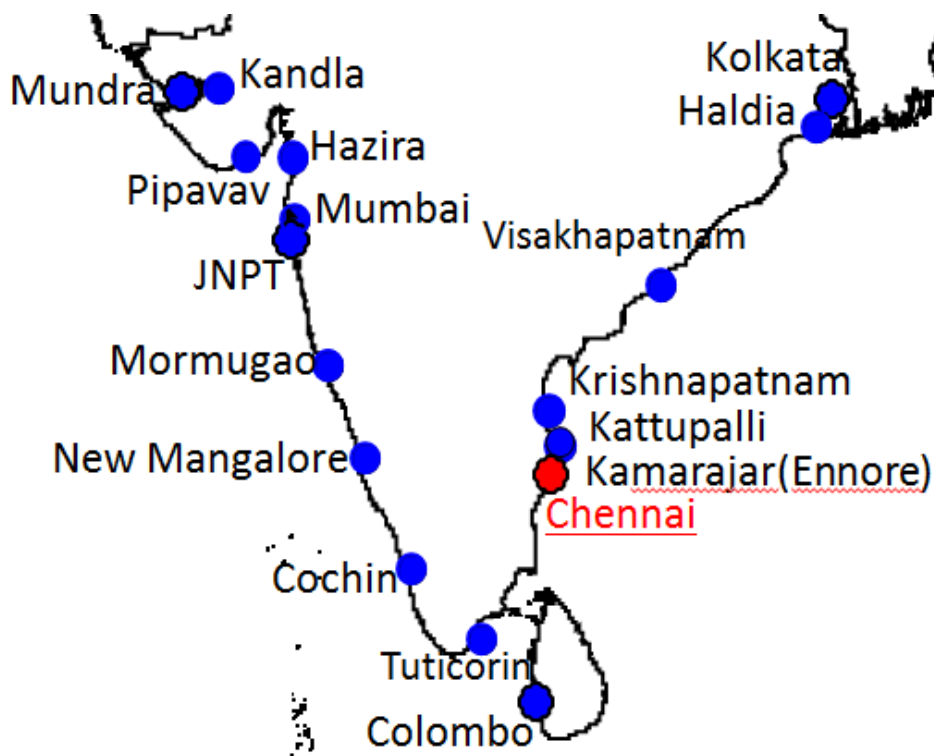 Kolkata
Kandla
Mundra
Haldia
Hazira
Pipavav
Mumbai
Visakhapatnam
JNPT
Mormugao
Krishnapatnam
Kattupalli
New Mangalore
Kamarajar(Ennore)
Chennai
Cochin
Tuticorin
Colombo